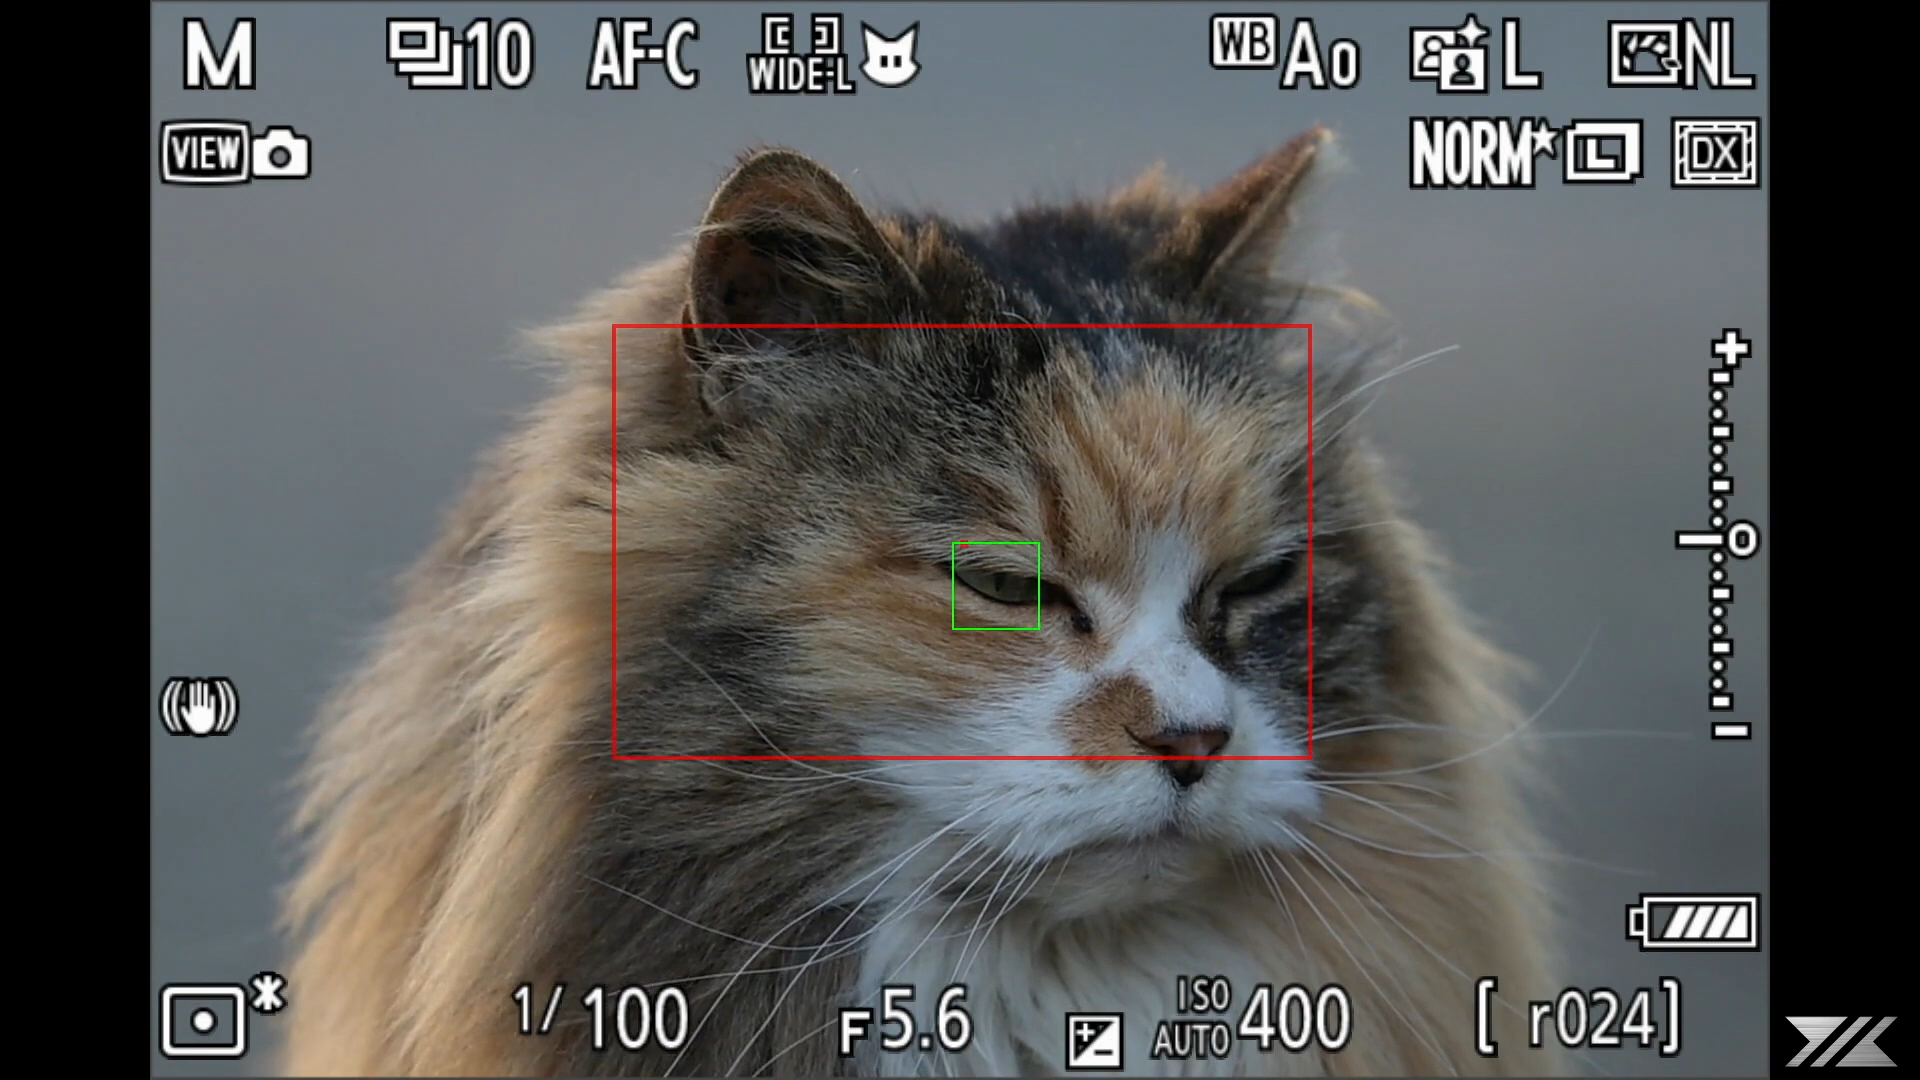 M 10 AF-C WIDE-L WB A0 L NL
VIEW NORM★ L DX
+
0
−
* 1/100 F5.6 ISO AUTO 400 [ r024]